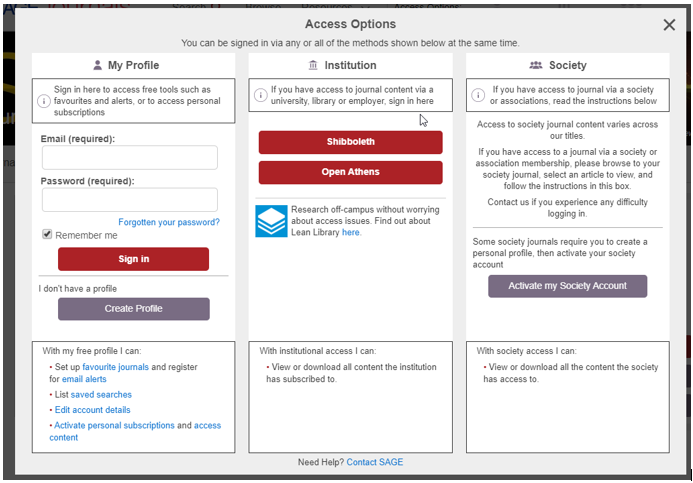 Access Options
You can be signed in via any or all of the methods shown below at the same time.
My Profile
Sign in here to access free tools such as
favourites and alerts, or to access personal
subscriptions
Email (required):
Password (required):
Forgotten your password?
Remember me
Sign in
I don't have a profile
Create Profile
With my free profile I can:
• Set up favourite journals and register
for email alerts
• List saved searches
• Edit account details
• Activate personal subscriptions and access
content
Institution
If you have access to journal content via a
university, library or employer, sign in here
Shibboleth
Open Athens
Research off-campus without worrying
about access issues. Find out about
Lean Library here.
With institutional access I can:
• View or download all content the institution
has subscribed to.
Society
If you have access to journal via a society
or associations, read the instructions below
Access to society journal content varies across
our titles.
If you have access to a journal via a society or
association membership, please browse to your
society journal, select an article to view, and
follow the instructions in this box.
Contact us if you experience any difficulty
logging in.
Some society journals require you to create a
personal profile, then activate your society
account
Activate my Society Account
With society access I can:
• View or download all the content the society
has access to.
Need Help? Contact SAGE